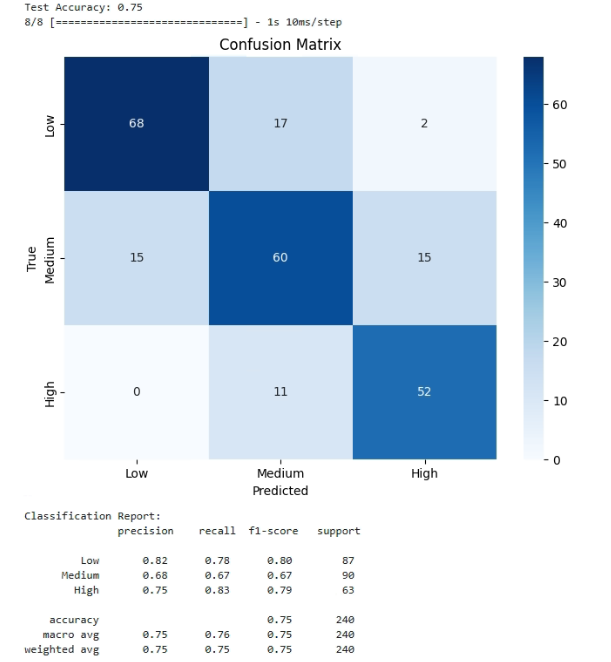 Test Accuracy: 0.75
8/8 [==============================] - 1s 10ms/step
Confusion Matrix
Low 68 17 2
Medium 15 60 15
High 0 11 52
True
60
50
40
30
20
10
0
Low Medium High
Predicted
Classification Report:
precision recall f1-score support
Low 0.82 0.78 0.80 87
Medium 0.68 0.67 0.67 90
High 0.75 0.83 0.79 63
accuracy 0.75 240
macro avg 0.75 0.76 0.75 240
weighted avg 0.75 0.75 0.75 240